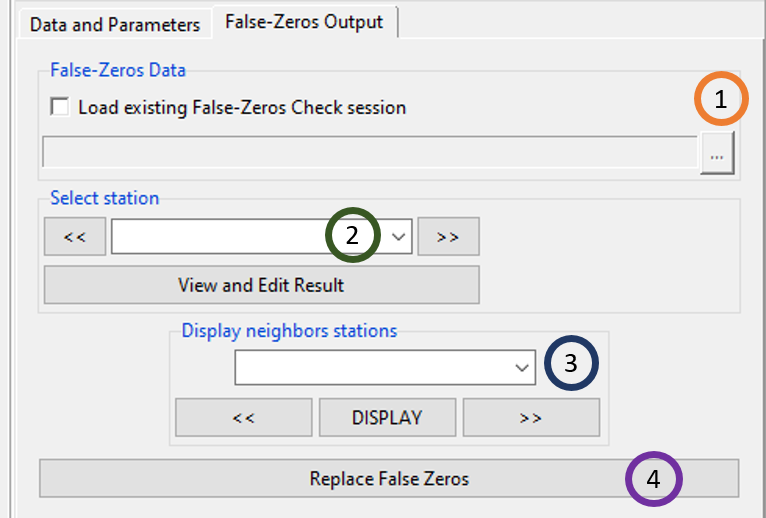 Data and Parameters False-Zeros Output
False-Zeros Data
1
Load existing False-Zeros Check session
...
Select station
<< 2 >>
View and Edit Result
Display neighbors stations
3
<< DISPLAY >>
Replace False Zeros 4